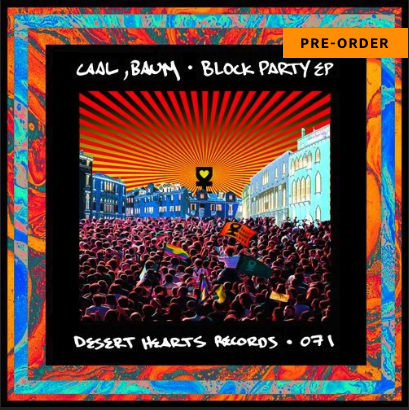 PRE-ORDER
CAAL, BAUM • BLOCK PARTY EP
DESERT HEARTS RECORDS • 071